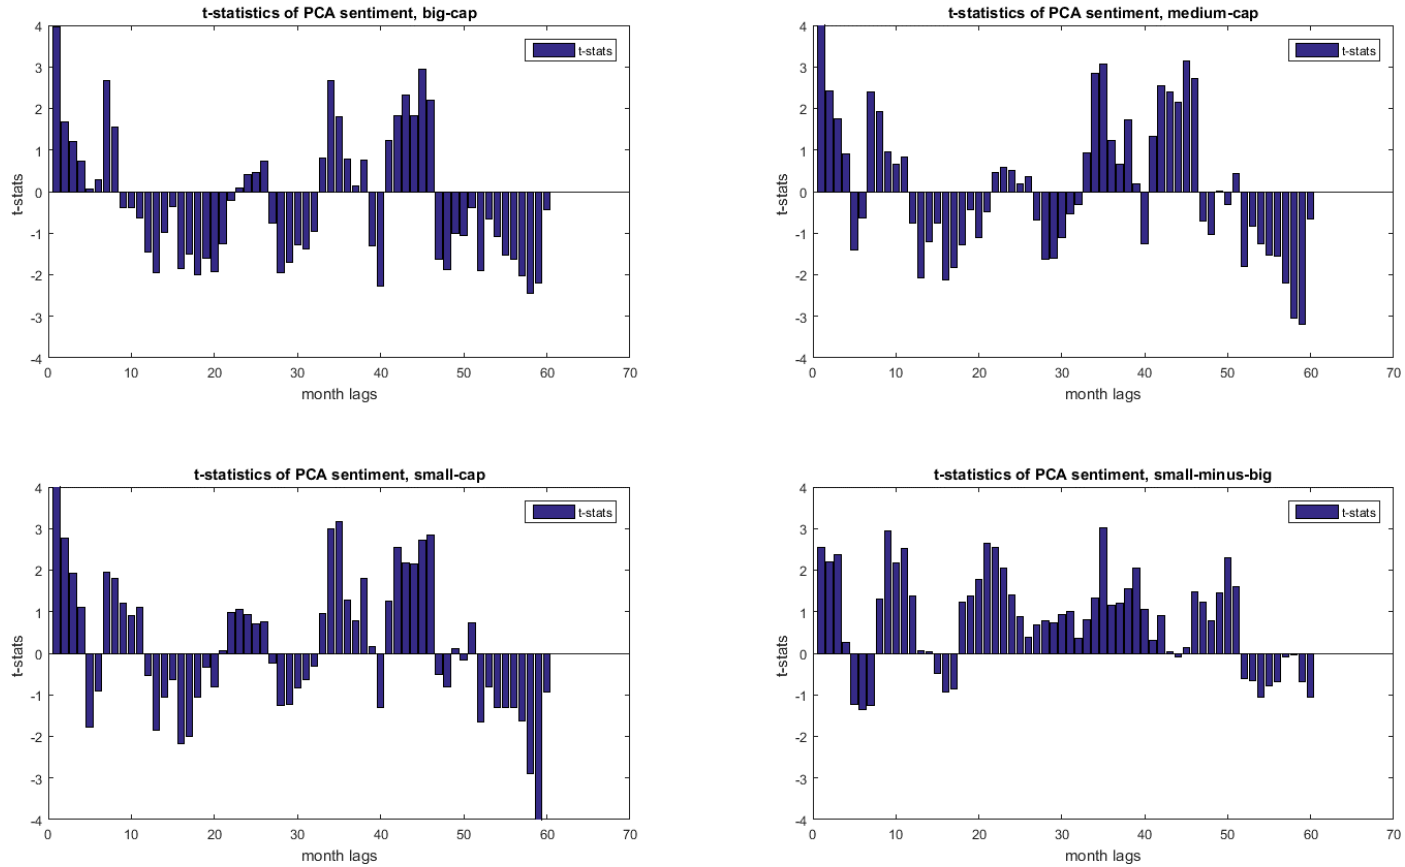 t-statistics of PCA sentiment, big-cap
t-stats
4
3
2
1
0
-1
-2
-3
-4
t-stats
0 10 20 30 40 50 60 70
month lags
t-statistics of PCA sentiment, medium-cap
t-stats
4
3
2
1
0
-1
-2
-3
-4
t-stats
0 10 20 30 40 50 60 70
month lags
t-statistics of PCA sentiment, small-cap
t-stats
4
3
2
1
0
-1
-2
-3
-4
t-stats
0 10 20 30 40 50 60 70
month lags
t-statistics of PCA sentiment, small-minus-big
t-stats
4
3
2
1
0
-1
-2
-3
-4
t-stats
0 10 20 30 40 50 60 70
month lags